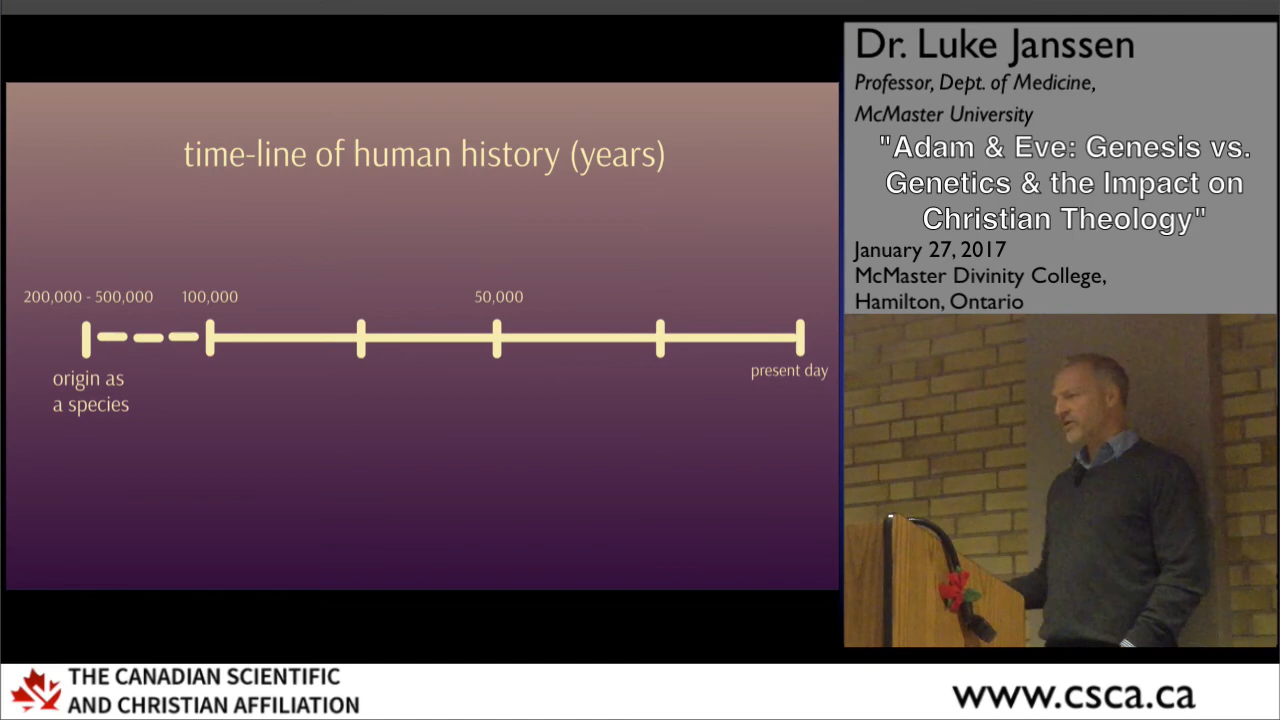 time-line of human history (years)
200,000 - 500,000
100,000
50,000
origin as
a species
present day
Dr. Luke Janssen
Professor, Dept. of Medicine,
McMaster University
"Adam & Eve: Genesis vs.
Genetics & the Impact on
Christian Theology"
January 27, 2017
McMaster Divinity College,
Hamilton, Ontario
THE CANADIAN SCIENTIFIC
AND CHRISTIAN AFFILIATION
www.csca.ca